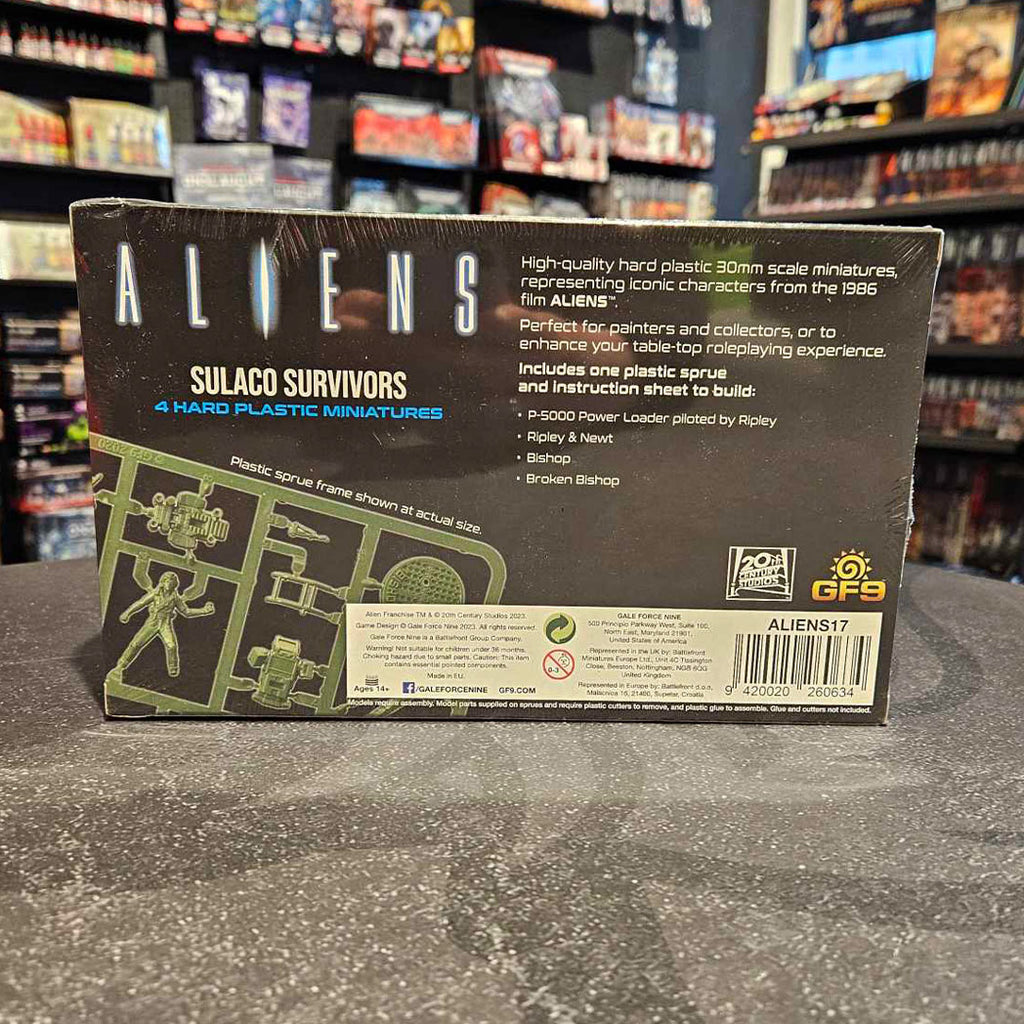 ALIENS
SULACO SURVIVORS
4 HARD PLASTIC MINIATURES
High-quality hard plastic 30mm scale miniatures,
representing iconic characters from the 1986
film ALIENS™.
Perfect for painters and collectors, or to
enhance your table-top roleplaying experience.
Includes one plastic sprue
and instruction sheet to build:
• P-5000 Power Loader piloted by Ripley
• Ripley & Newt
• Bishop
• Broken Bishop
Plastic sprue frame shown at actual size.
20TH
CENTURY
STUDIOS
GF9
Alien Franchise TM & © 20th Century Studios 2023.
Game Design © Gale Force Nine 2023. All rights reserved.
Gale Force Nine is a Battlefront Group Company.
Warning! Not suitable for children under 36 months.
Choking hazard due to small parts. Caution: This item
contains essential pointed components.
Made in EU.
Ages 14+
/GALEFORCENINE
GF9.COM
0-3
GALE FORCE NINE
500 Principio Parkway West, Suite 100,
North East, Maryland 21901,
United States of America
Represented in the UK by: Battlefront
Miniatures Europe Ltd., Unit 4C Tissington
Close, Beeston, Nottingham, NG9 6QG
United Kingdom
Represented in Europe by: Battlefront d.o.o,
Malacnica 16, 21400, Supetar, Croatia
ALIENS17
9 420020 260634
Models require assembly. Model parts supplied on sprues and require plastic cutters to remove, and plastic glue to assemble. Glue and cutters not included.